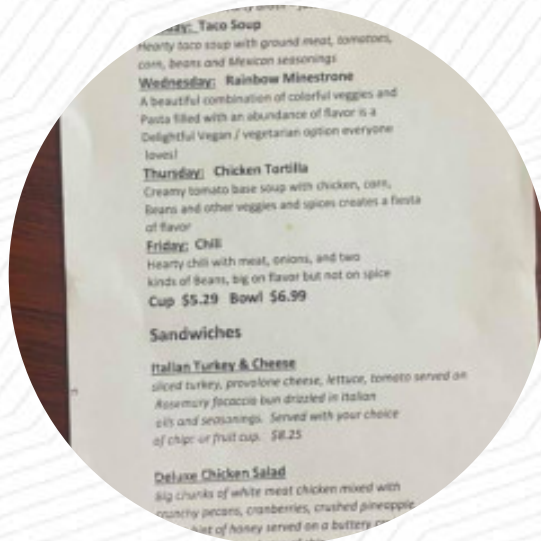 Taco Soup
Hearty taco soup with ground meat, tomatoes,
corn, beans and Mexican seasonings
Wednesday: Rainbow Minestrone
A beautiful combination of colorful veggies and
Pasta filled with an abundance of flavor is a
Delightful Vegan / vegetarian option everyone
loves!
Thursday: Chicken Tortilla
Creamy tomato base soup with chicken, corn,
Beans and other veggies and spices creates a fiesta
of flavor
Friday: Chili
Hearty chili with meat, onions, and two
kinds of Beans, big on flavor but not on spice
Cup $5.29 Bowl $6.99
Sandwiches
Italian Turkey & Cheese
sliced turkey, provolone cheese, lettuce, tomato served on
Rosemary focaccia bun drizzled in Italian
oils and seasonings. Served with your choice
of chips or fruit cup. $8.25
Deluxe Chicken Salad
Big chunks of white meat chicken mixed with
crunchy pecans, cranberries, crushed pineapple
of honey served on a buttery